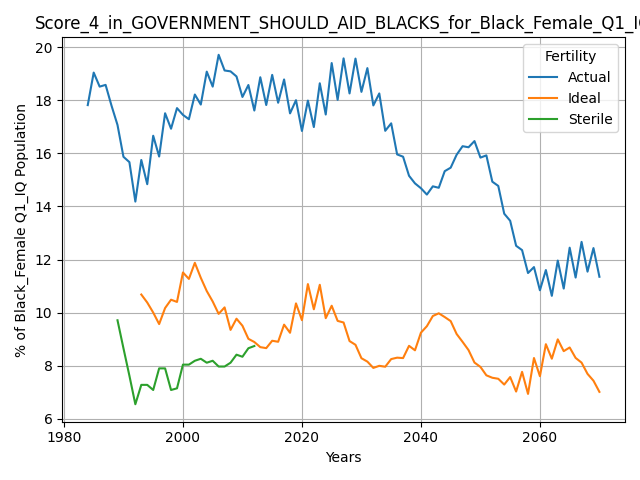 Score_4_in_GOVERNMENT_SHOULD_AID_BLACKS_for_Black_Female_Q1_IQ
Fertility
Actual
Ideal
Sterile
% of Black_Female Q1_IQ Population
20
18
16
14
12
10
8
6
1980
2000
2020
2040
2060
Years